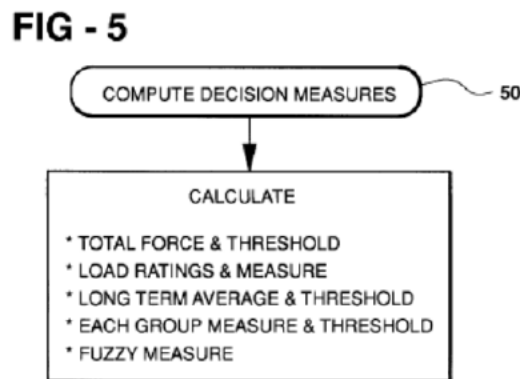 FIG - 5
COMPUTE DECISION MEASURES
50
CALCULATE
* TOTAL FORCE & THRESHOLD
* LOAD RATINGS & MEASURE
* LONG TERM AVERAGE & THRESHOLD
* EACH GROUP MEASURE & THRESHOLD
* FUZZY MEASURE